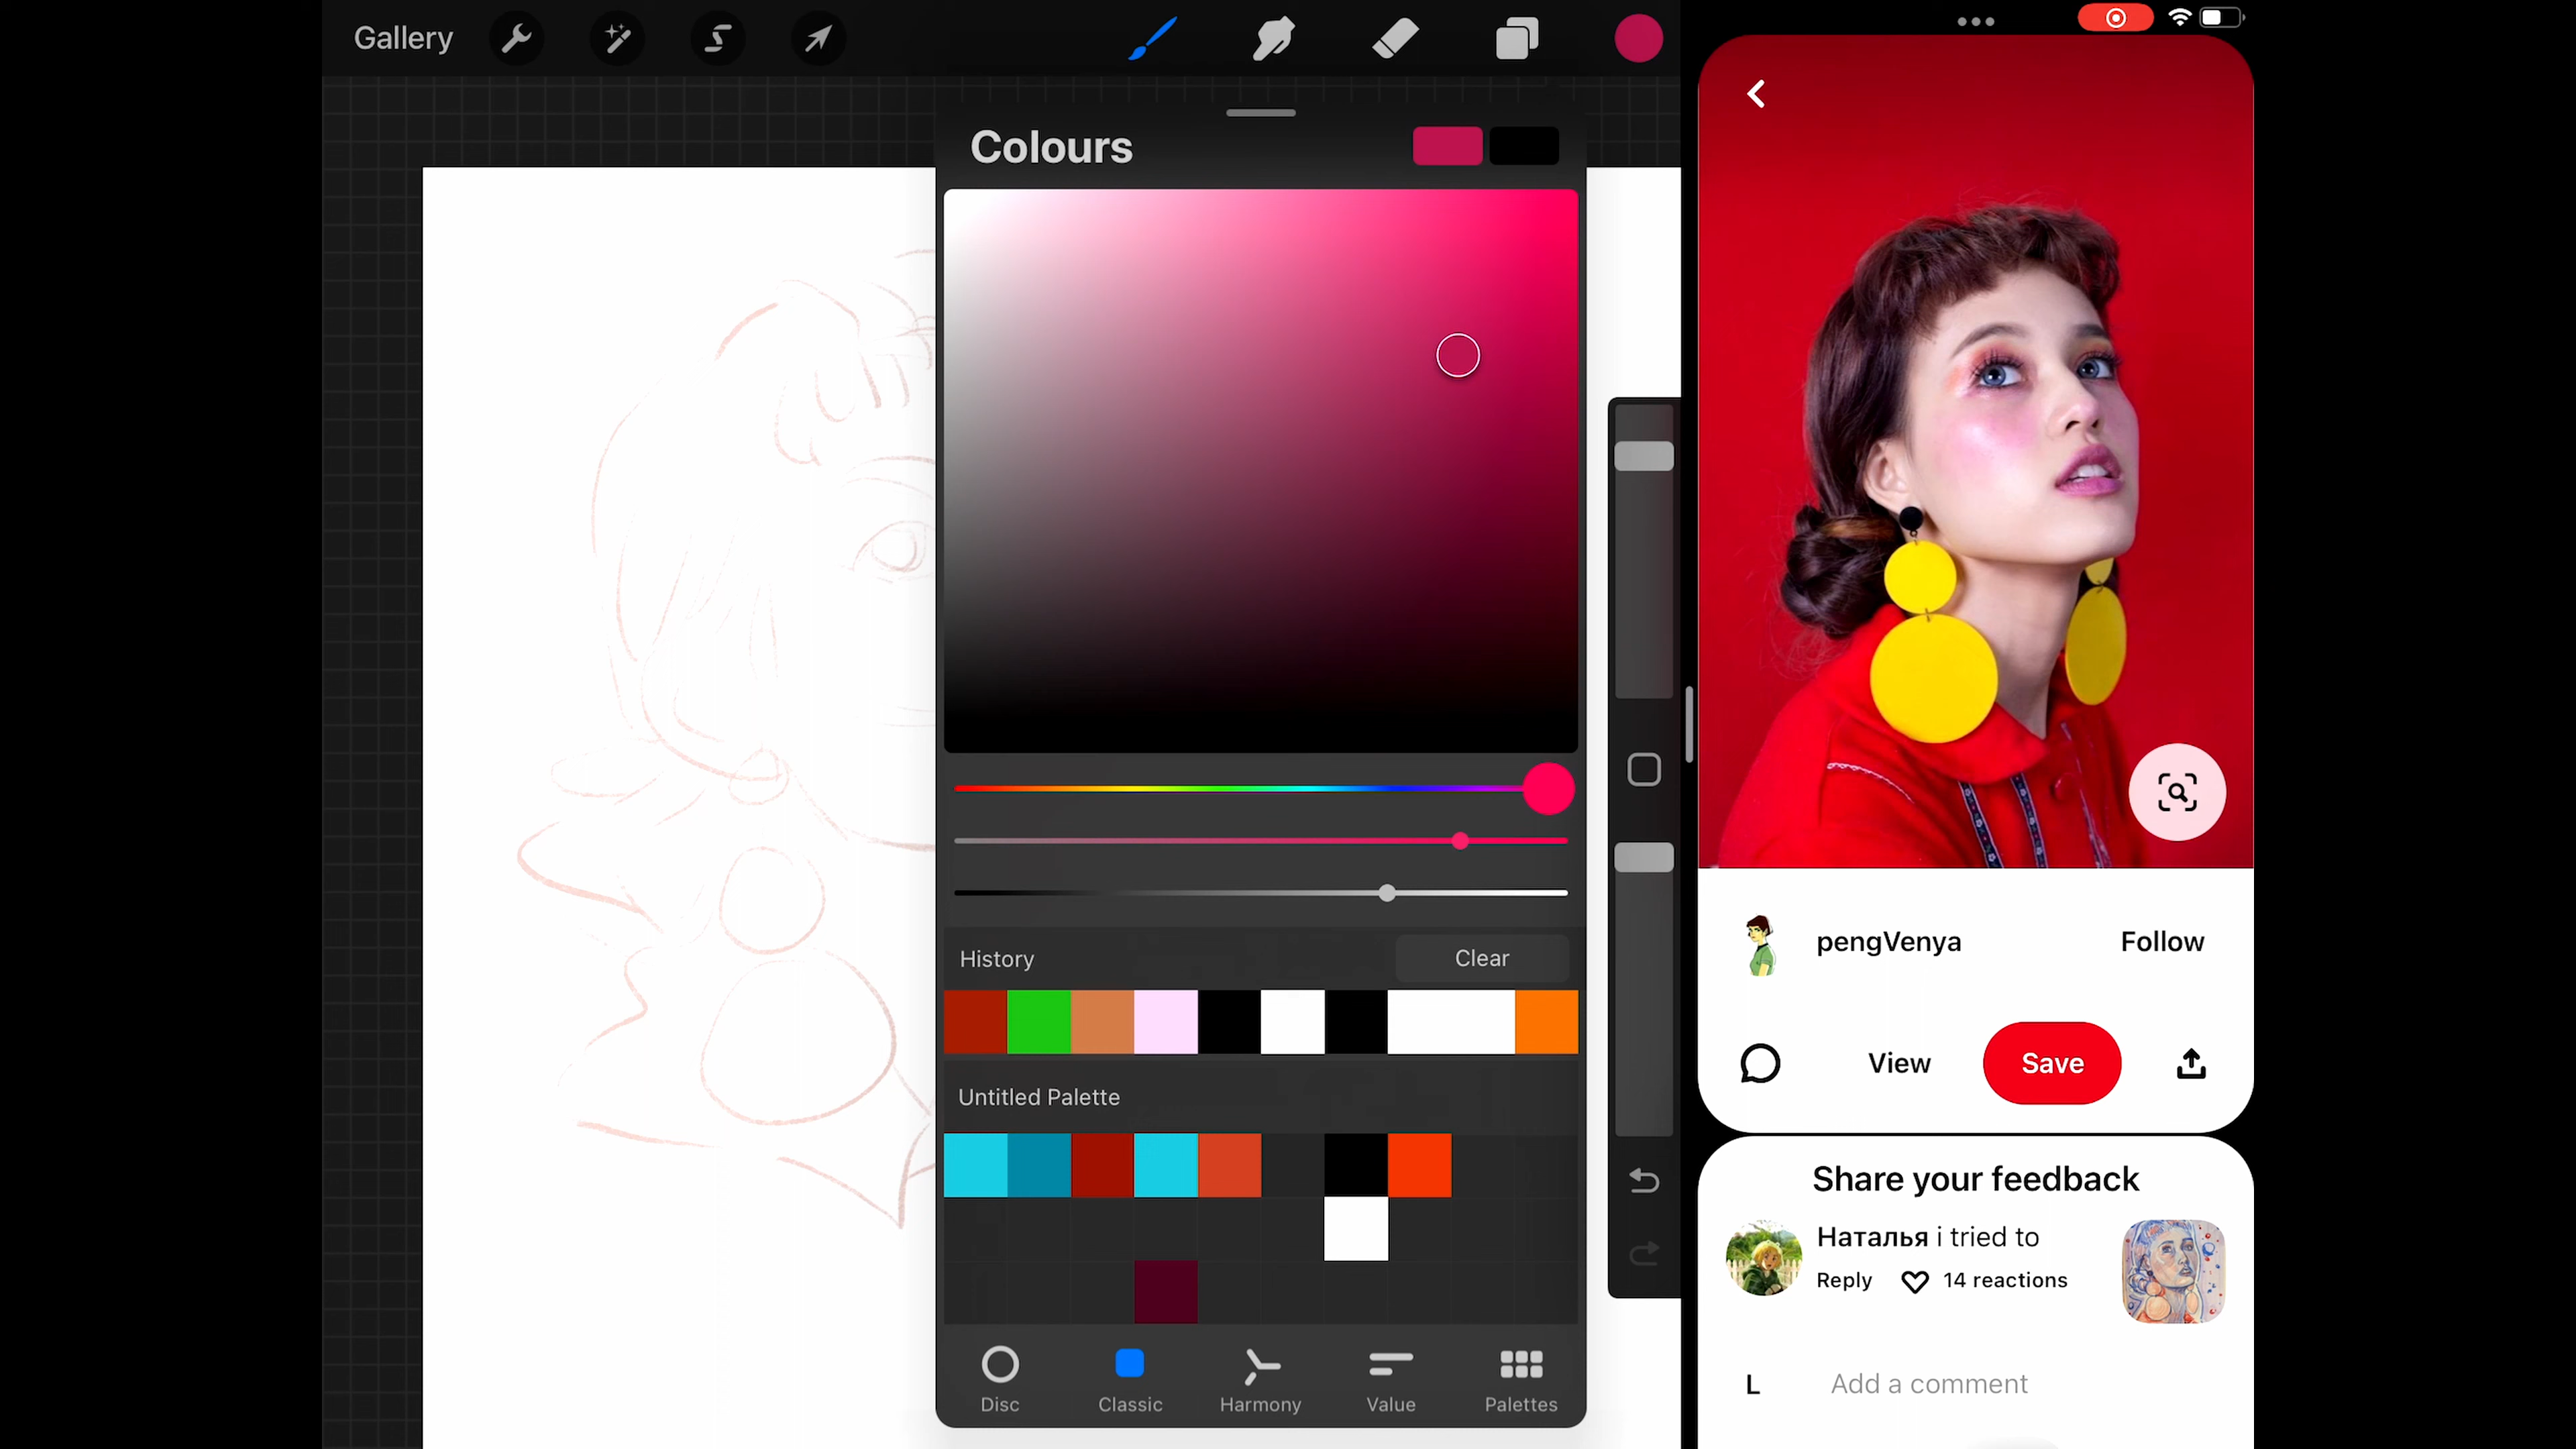 Gallery
Colours
History
Clear
Untitled Palette
Disc
Classic
Harmony
Value
Palettes
pengVenya
Follow
View
Save
Share your feedback
Наталья i tried to
Reply
14 reactions
L
Add a comment